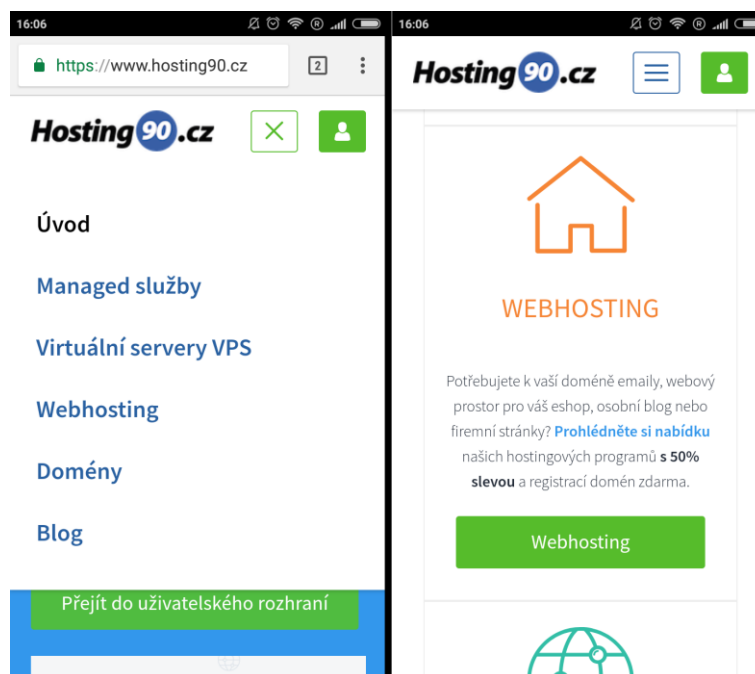 16:06
https://www.hosting90.cz
2
Hosting90.cz
Úvod
Managed služby
Virtuální servery VPS
Webhosting
Domény
Blog
Přejít do uživatelského rozhraní
16:06
Hosting90.cz
WEBHOSTING
Potřebujete k vaší doméně emaily, webový
prostor pro váš eshop, osobní blog nebo
firemní stránky? Prohlédněte si nabídku
našich hostingových programů s 50%
slevou a registrací domén zdarma.
Webhosting